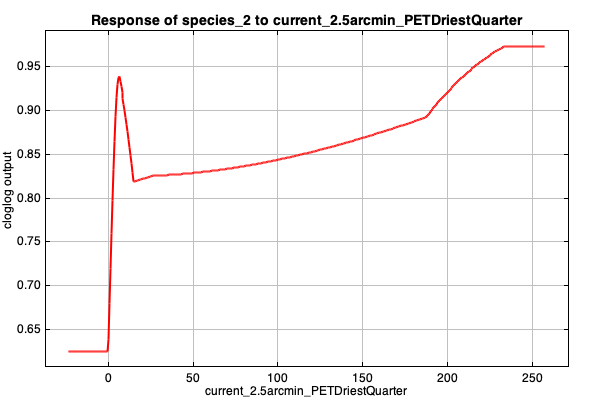 Response of species_2 to current_2.5arcmin_PETDriestQuarter
cloglog output
0.95
0.90
0.85
0.80
0.75
0.70
0.65
0 50 100 150 200 250
current_2.5arcmin_PETDriestQuarter